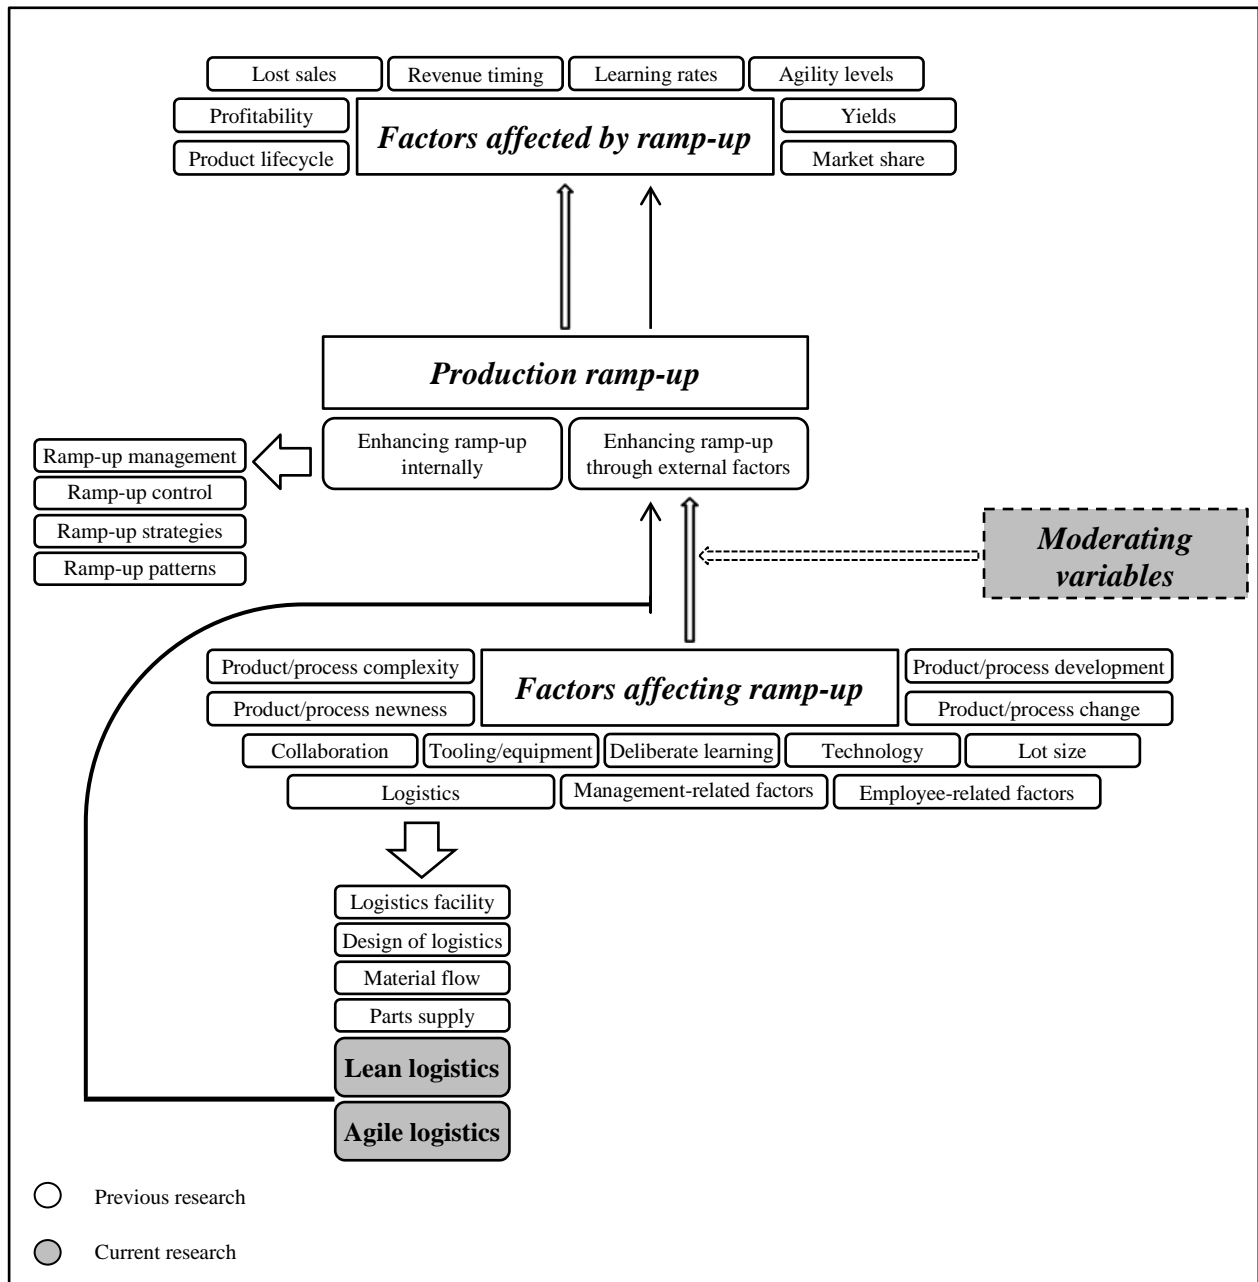 Lost sales
Revenue timing
Learning rates
Agility levels
Profitability
Product lifecycle
Factors affected by ramp-up
Yields
Market share
Production ramp-up
Enhancing ramp-up
internally
Enhancing ramp-up
through external factors
Ramp-up management
Ramp-up control
Ramp-up strategies
Ramp-up patterns
Moderating
variables
Product/process complexity
Product/process newness
Factors affecting ramp-up
Product/process development
Product/process change
Collaboration
Tooling/equipment
Deliberate learning
Technology
Lot size
Logistics
Management-related factors
Employee-related factors
Logistics facility
Design of logistics
Material flow
Parts supply
Lean logistics
Agile logistics
Previous research
Current research